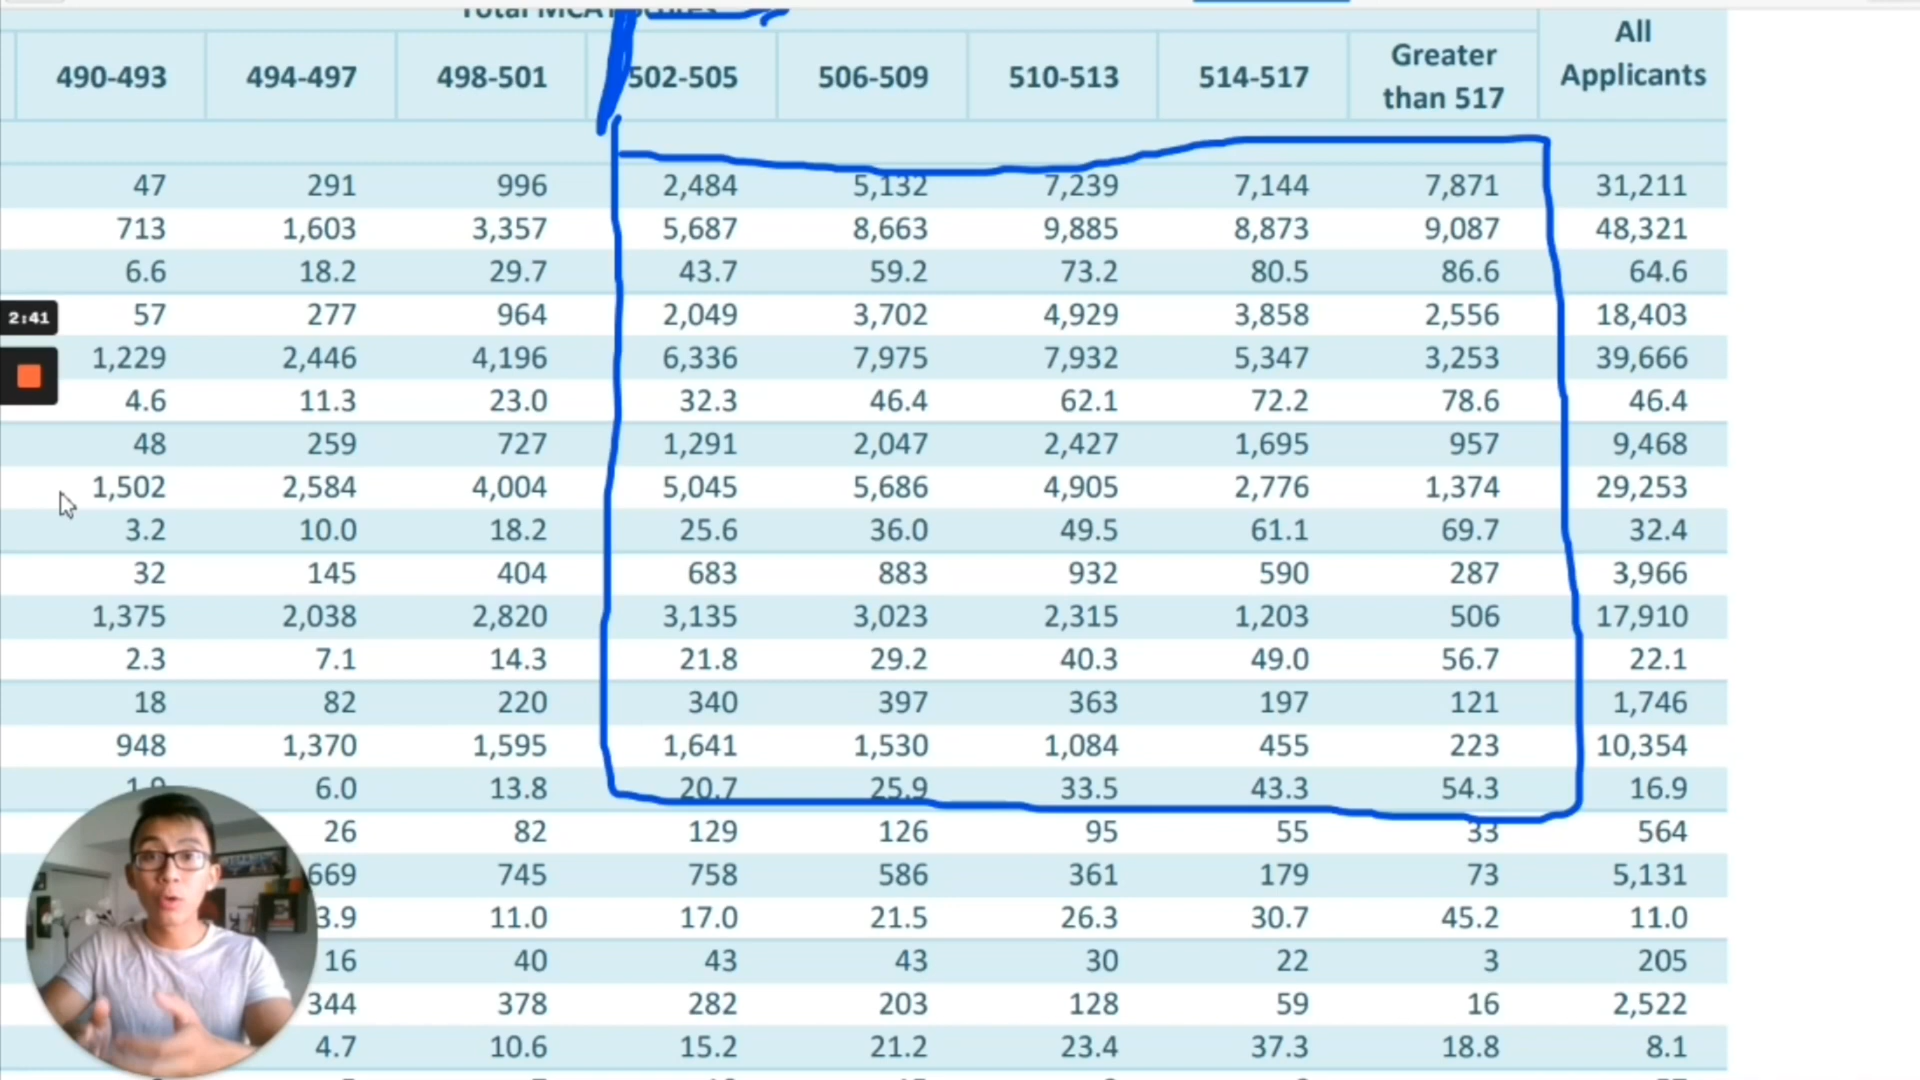 Total MCAT Scores
490-493 494-497 498-501 502-505 506-509 510-513 514-517 Greater than 517 All Applicants
47 291 996 2,484 5,132 7,239 7,144 7,871 31,211
713 1,603 3,357 5,687 8,663 9,885 8,873 9,087 48,321
6.6 18.2 29.7 43.7 59.2 73.2 80.5 86.6 64.6
2:41
57 277 964 2,049 3,702 4,929 3,858 2,556 18,403
1,229 2,446 4,196 6,336 7,975 7,932 5,347 3,253 39,666
4.6 11.3 23.0 32.3 46.4 62.1 72.2 78.6 46.4
48 259 727 1,291 2,047 2,427 1,695 957 9,468
1,502 2,584 4,004 5,045 5,686 4,905 2,776 1,374 29,253
3.2 10.0 18.2 25.6 36.0 49.5 61.1 69.7 32.4
32 145 404 683 883 932 590 287 3,966
1,375 2,038 2,820 3,135 3,023 2,315 1,203 506 17,910
2.3 7.1 14.3 21.8 29.2 40.3 49.0 56.7 22.1
18 82 220 340 397 363 197 121 1,746
948 1,370 1,595 1,641 1,530 1,084 455 223 10,354
6.0 13.8 20.7 25.9 33.5 43.3 54.3 16.9
26 82 129 126 95 55 33 564
669 745 758 586 361 179 73 5,131
3.9 11.0 17.0 21.5 26.3 30.7 45.2 11.0
16 40 43 43 30 22 3 205
344 378 282 203 128 59 16 2,522
4.7 10.6 15.2 21.2 23.4 37.3 18.8 8.1